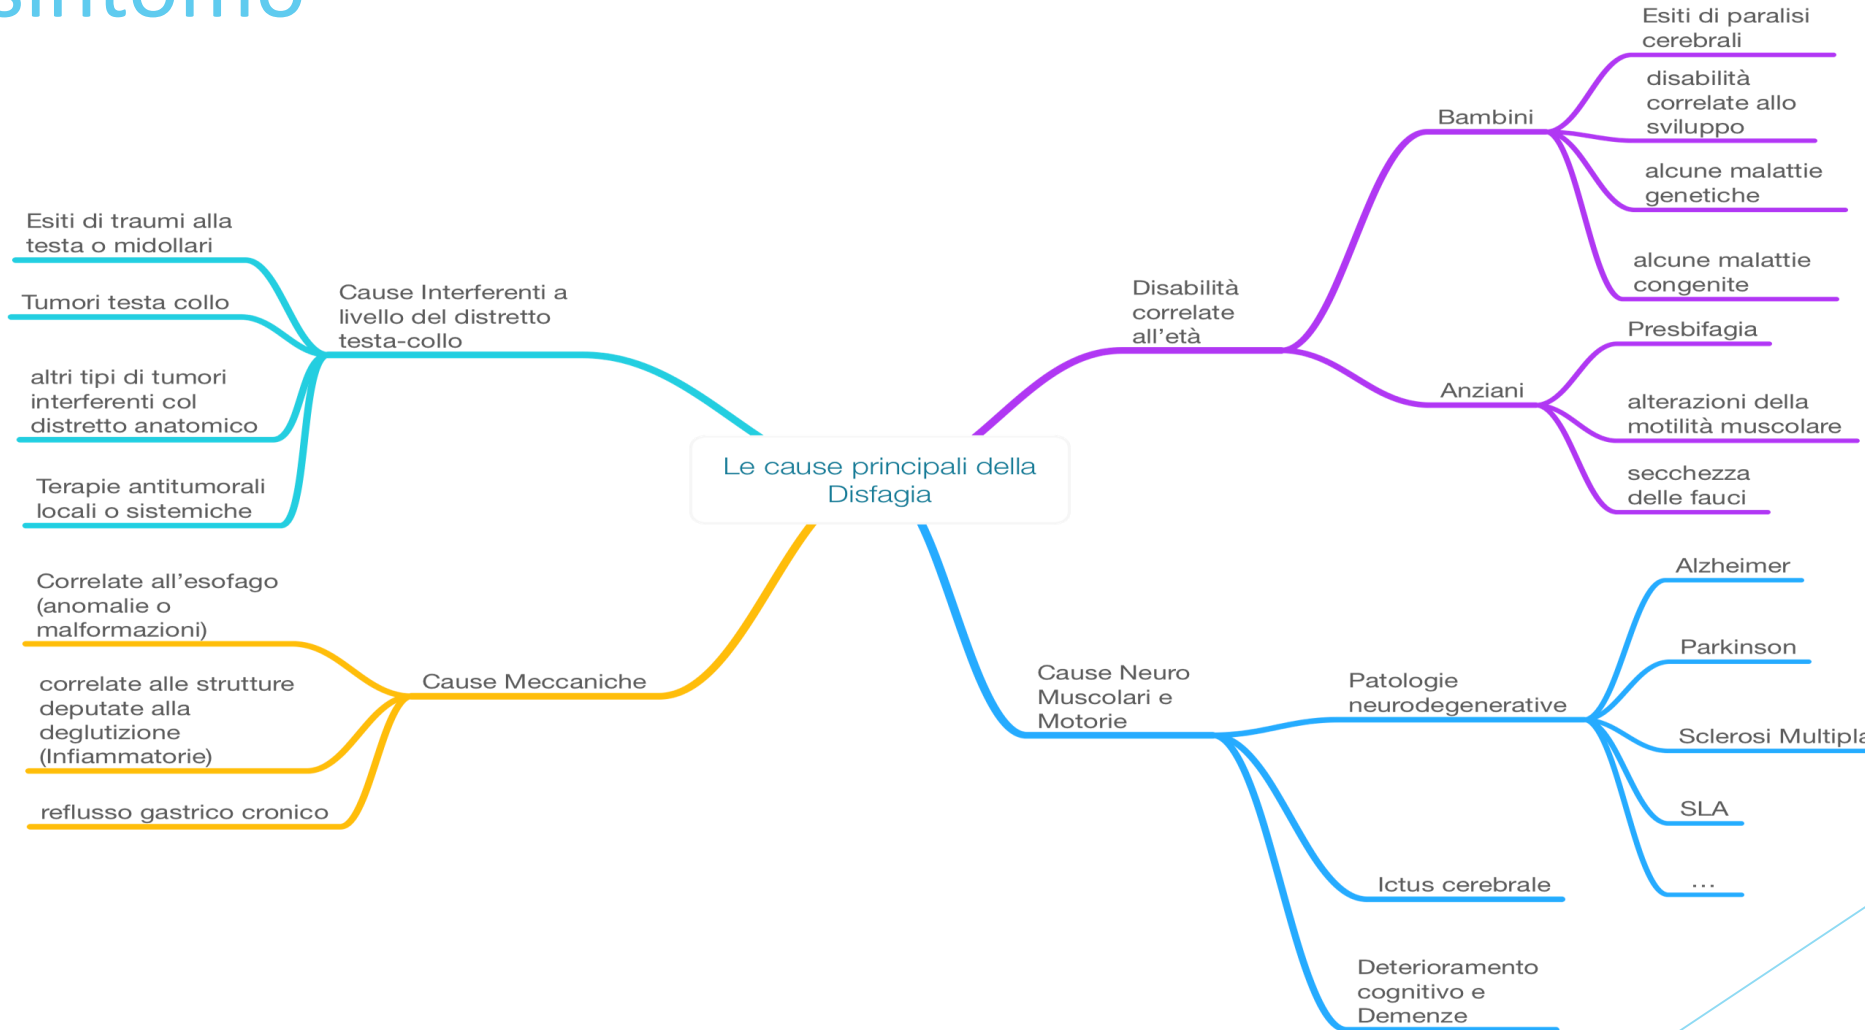 sintomo
Esiti di traumi alla
testa o midollari
Tumori testa collo
altri tipi di tumori
interferenti col
distretto anatomico
Terapie antitumorali
locali o sistemiche
Cause Interferenti a
livello del distretto
testa-collo
Correlate all’esofago
(anomalie o
malformazioni)
correlate alle strutture
deputate alla
deglutizione
(Infiammatorie)
reflusso gastrico cronico
Cause Meccaniche
Le cause principali della
Disfagia
Disabilità
correlate
all’età
Bambini
Esiti di paralisi
cerebrali
disabilità
correlate allo
sviluppo
alcune malattie
genetiche
alcune malattie
congenite
Anziani
Presbifagia
alterazioni della
motilità muscolare
secchezza
delle fauci
Cause Neuro
Muscolari e
Motorie
Patologie
neurodegenerative
Alzheimer
Parkinson
Sclerosi Multipla
SLA
...
Ictus cerebrale
Deterioramento
cognitivo e
Demenze